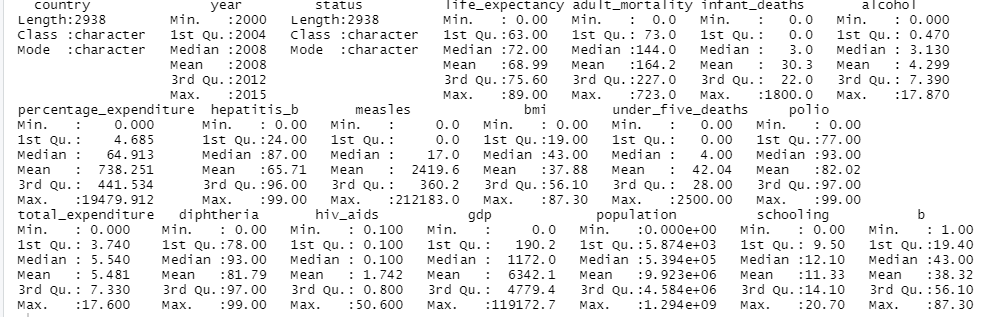 country year status life_expectancy adult_mortality infant_deaths alcohol
Length:2938 Min. :2000 Length:2938 Min. : 0.00 Min. : 0.0 Min. : 0.0 Min. : 0.000
Class :character 1st Qu.:2004 Class :character 1st Qu.:63.00 1st Qu.: 73.0 1st Qu.: 0.0 1st Qu.: 0.470
Mode :character Median :2008 Mode :character Median :72.00 Median :144.0 Median : 3.0 Median : 3.130
Mean :2008 Mean :68.99 Mean :164.2 Mean : 30.3 Mean : 4.299
3rd Qu.:2012 3rd Qu.:75.60 3rd Qu.:227.0 3rd Qu.: 22.0 3rd Qu.: 7.390
Max. :2015 Max. :89.00 Max. :723.0 Max. :1800.0 Max. :17.870
percentage_expenditure hepatitis_b measles bmi under_five_deaths polio
Min. : 0.000 Min. : 0.00 Min. : 0.0 Min. : 0.00 Min. : 0.00 Min. : 0.00
1st Qu.: 4.685 1st Qu.:24.00 1st Qu.: 0.0 1st Qu.:19.00 1st Qu.: 0.00 1st Qu.:77.00
Median : 64.913 Median :87.00 Median : 17.0 Median :43.00 Median : 4.00 Median :93.00
Mean : 738.251 Mean :65.71 Mean : 2419.6 Mean :37.88 Mean : 42.04 Mean :82.02
3rd Qu.: 441.534 3rd Qu.:96.00 3rd Qu.: 360.2 3rd Qu.:56.10 3rd Qu.: 28.00 3rd Qu.:97.00
Max. :19479.912 Max. :99.00 Max. :212183.0 Max. :87.30 Max. :2500.00 Max. :99.00
total_expenditure diphtheria hiv_aids gdp population schooling b
Min. : 0.000 Min. : 0.00 Min. : 0.100 Min. : 0.0 Min. :0.000e+00 Min. : 0.00 Min. : 1.00
1st Qu.: 3.740 1st Qu.:78.00 1st Qu.: 0.100 1st Qu.: 190.2 1st Qu.:5.874e+03 1st Qu.: 9.50 1st Qu.:19.40
Median : 5.540 Median :93.00 Median : 0.100 Median : 1172.0 Median :5.394e+05 Median :12.10 Median :43.00
Mean : 5.481 Mean :81.79 Mean : 1.742 Mean : 6342.1 Mean :9.923e+06 Mean :11.33 Mean :38.32
3rd Qu.: 7.330 3rd Qu.:97.00 3rd Qu.: 0.800 3rd Qu.: 4779.4 3rd Qu.:4.584e+06 3rd Qu.:14.10 3rd Qu.:56.10
Max. :17.600 Max. :99.00 Max. :50.600 Max. :119172.7 Max. :1.294e+09 Max. :20.70 Max. :87.30